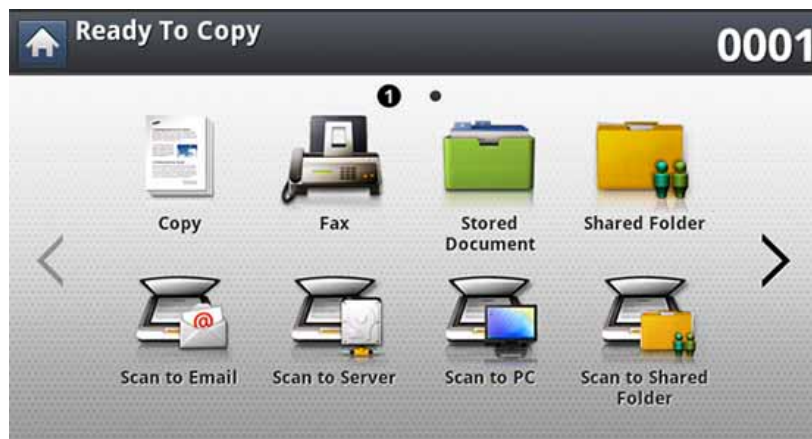 Ready To Copy
0001
1
Copy
Fax
Stored
Document
Shared Folder
@
Scan to Email
Scan to Server
Scan to PC
Scan to Shared
Folder